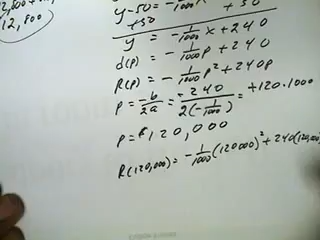 y-50 = -1/1000 x + 50
+50 +50
12,800
y = -1/1000 x + 240
d(p) = -1/1000 p + 240
R(p) = -1/1000 p² + 240p
p = -b/2a = -240/2(-1/1000) = +120.1000
p = 120,000
R(120,000) = -1/1000 (120000)² + 240(120,000)